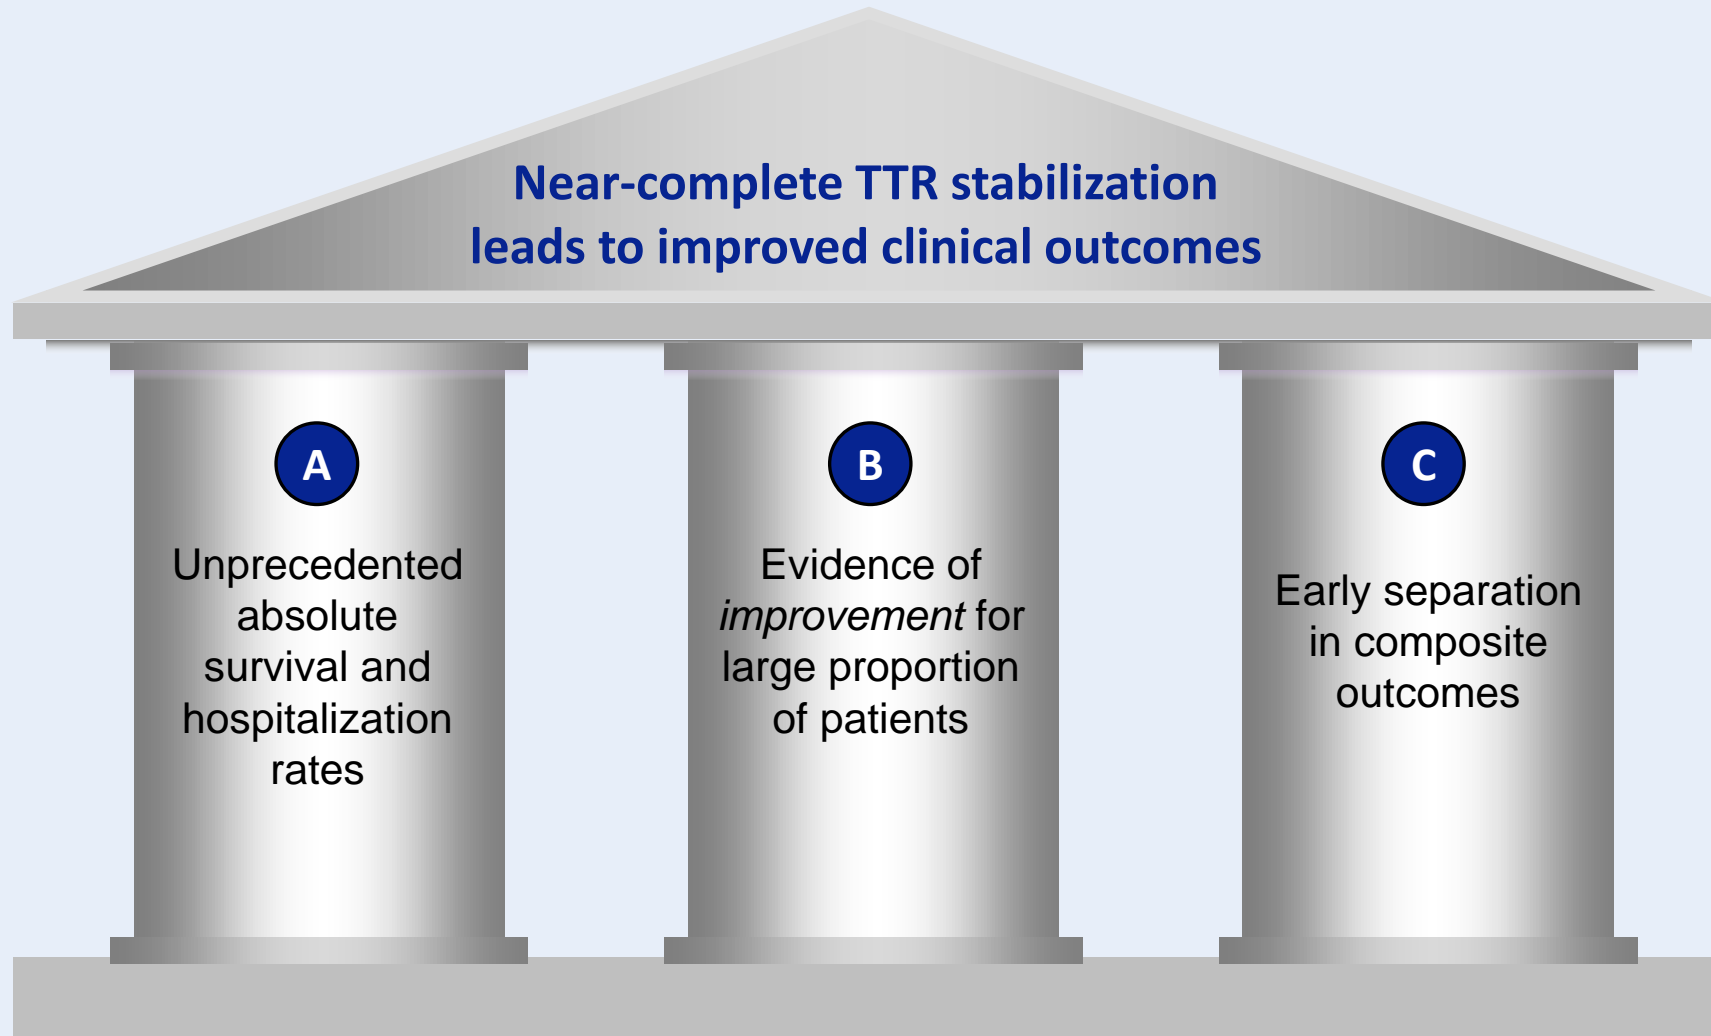 Near-complete TTR stabilization
leads to improved clinical outcomes
A
Unprecedented
absolute
survival and
hospitalization
rates
B
Evidence of
improvement for
large proportion
of patients
C
Early separation
in composite
outcomes